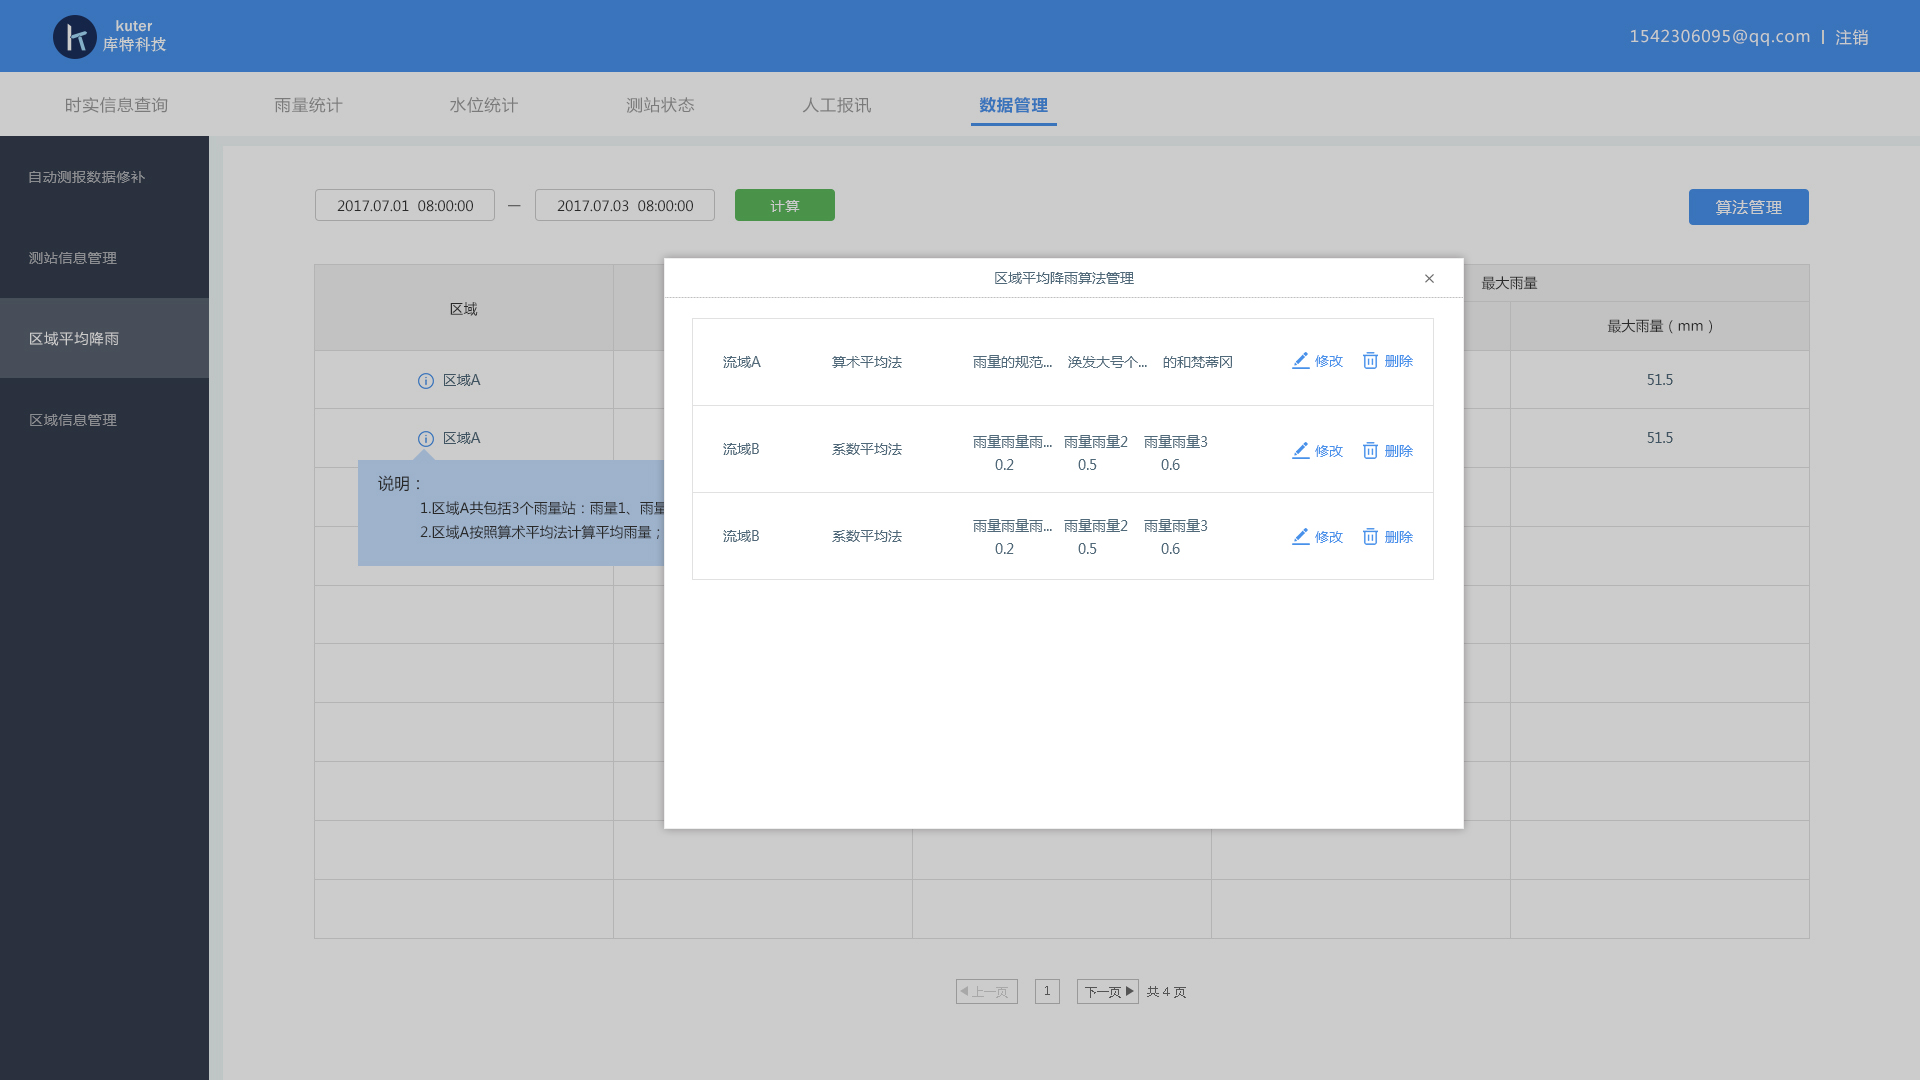 kuter
库特科技
1542306095@qq.com | 注销
时实信息查询
雨量统计
水位统计
测站状态
人工报讯
数据管理
自动测报数据修补
测站信息管理
区域平均降雨
区域信息管理
2017.07.01 08:00:00 — 2017.07.03 08:00:00
计算
算法管理
区域
最大雨量
最大雨量（mm）
区域A
51.5
区域A
51.5
说明：
1.区域A共包括3个雨量站：雨量1、雨量
2.区域A按照算术平均法计算平均雨量；
区域平均降雨算法管理 ×
流域A 算术平均法 雨量的规范... 涣发大号个... 的和梵蒂冈 修改 删除
流域B 系数平均法 雨量雨量雨... 雨量雨量2 雨量雨量3 修改 删除
0.2 0.5 0.6
流域B 系数平均法 雨量雨量雨... 雨量雨量2 雨量雨量3 修改 删除
0.2 0.5 0.6
上一页 1 下一页 共 4 页